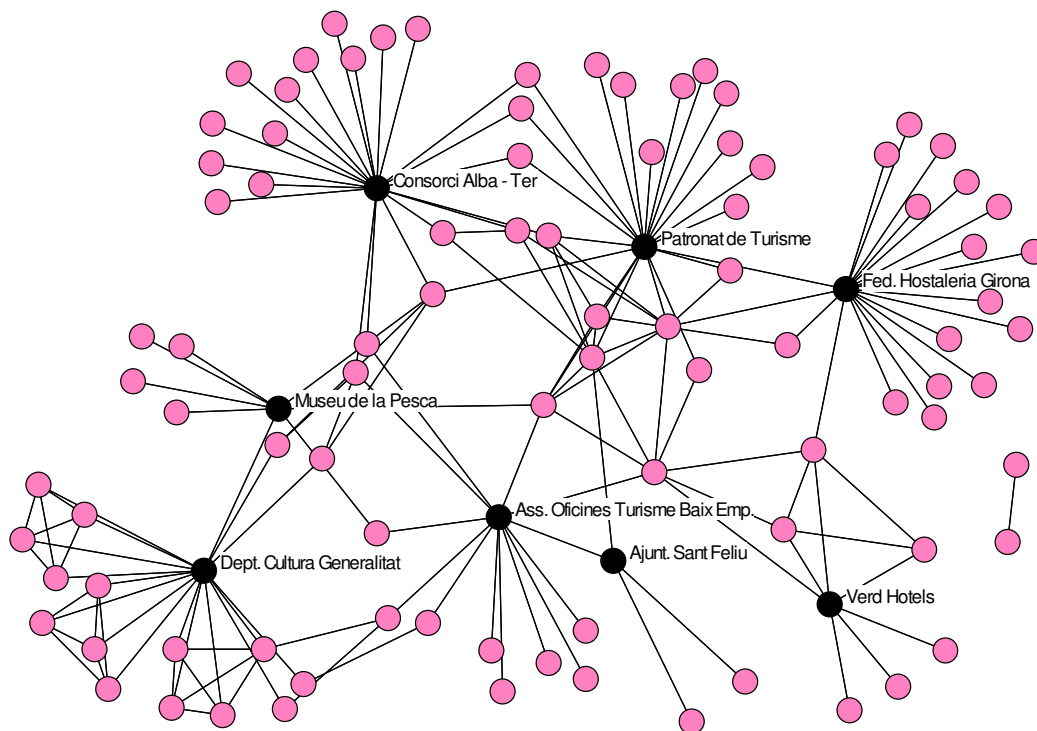 Consorci Alba - Ter
Patronat de Turisme
Fed. Hostaleria Girona
Museu de la Pesca
Ass. Oficines Turisme Baix Emp.
Ajunt. Sant Feliu
Dept. Cultura Generalitat
Verd Hotels